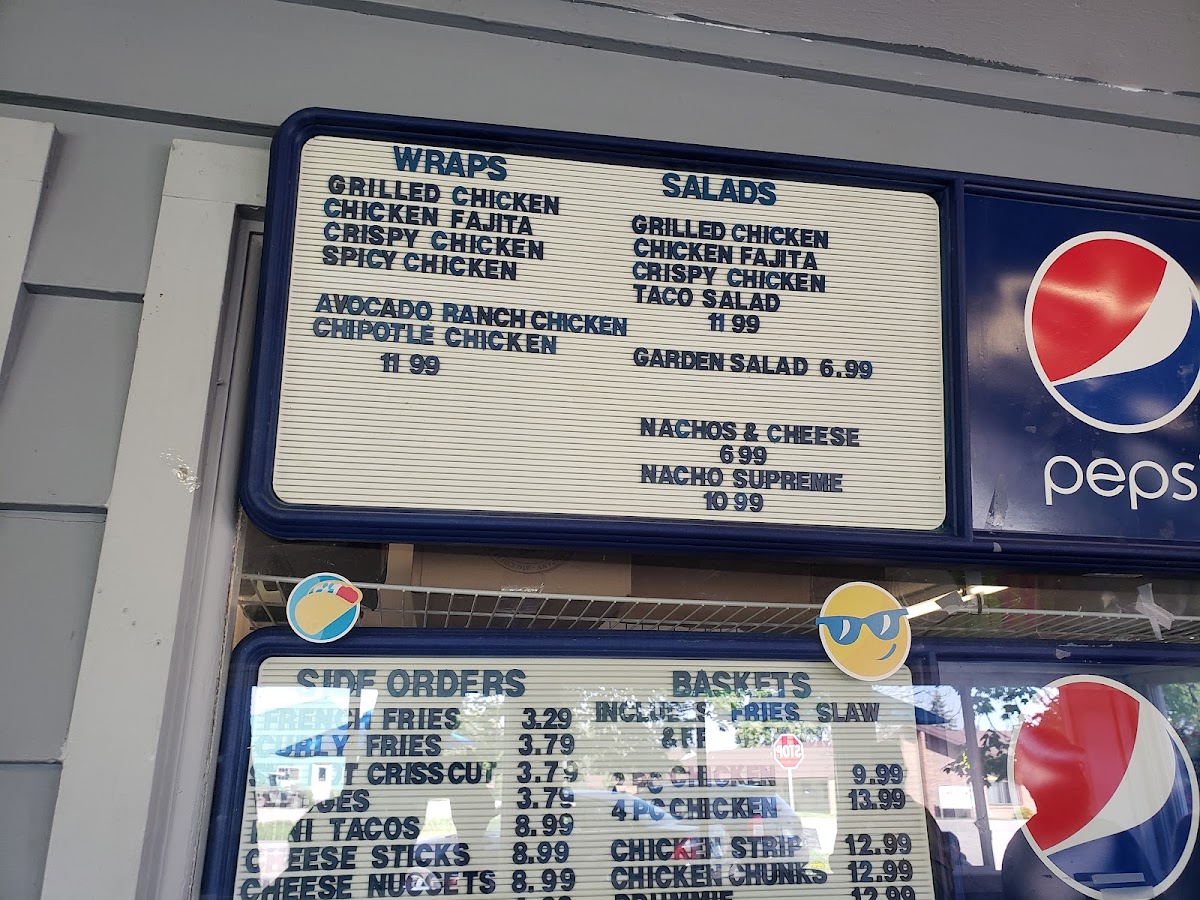 WRAPS
GRILLED CHICKEN
CHICKEN FAJITA
CRISPY CHICKEN
SPICY CHICKEN
AVOCADO RANCH CHICKEN
CHIPOTLE CHICKEN
11 99
SALADS
GRILLED CHICKEN
CHICKEN FAJITA
CRISPY CHICKEN
TACO SALAD
11 99
GARDEN SALAD 6.99
NACHOS & CHEESE
6 99
NACHO SUPREME
10 99
pepsi
SIDE ORDERS
FRENCH FRIES 3.29
CURLY FRIES 3.79
CRISS CUT 3.79
3.79
TACOS 8.99
CHEESE STICKS 8.99
CHEESE NUGGETS 8.99
BASKETS
INCLUDES FRIES SLAW
&
PC CHICKEN 9.99
4 PC CHICKEN 13.99
CHICKEN STRIP 12.99
CHICKEN CHUNKS 12.99
DRUMMIE 12.99
STOP